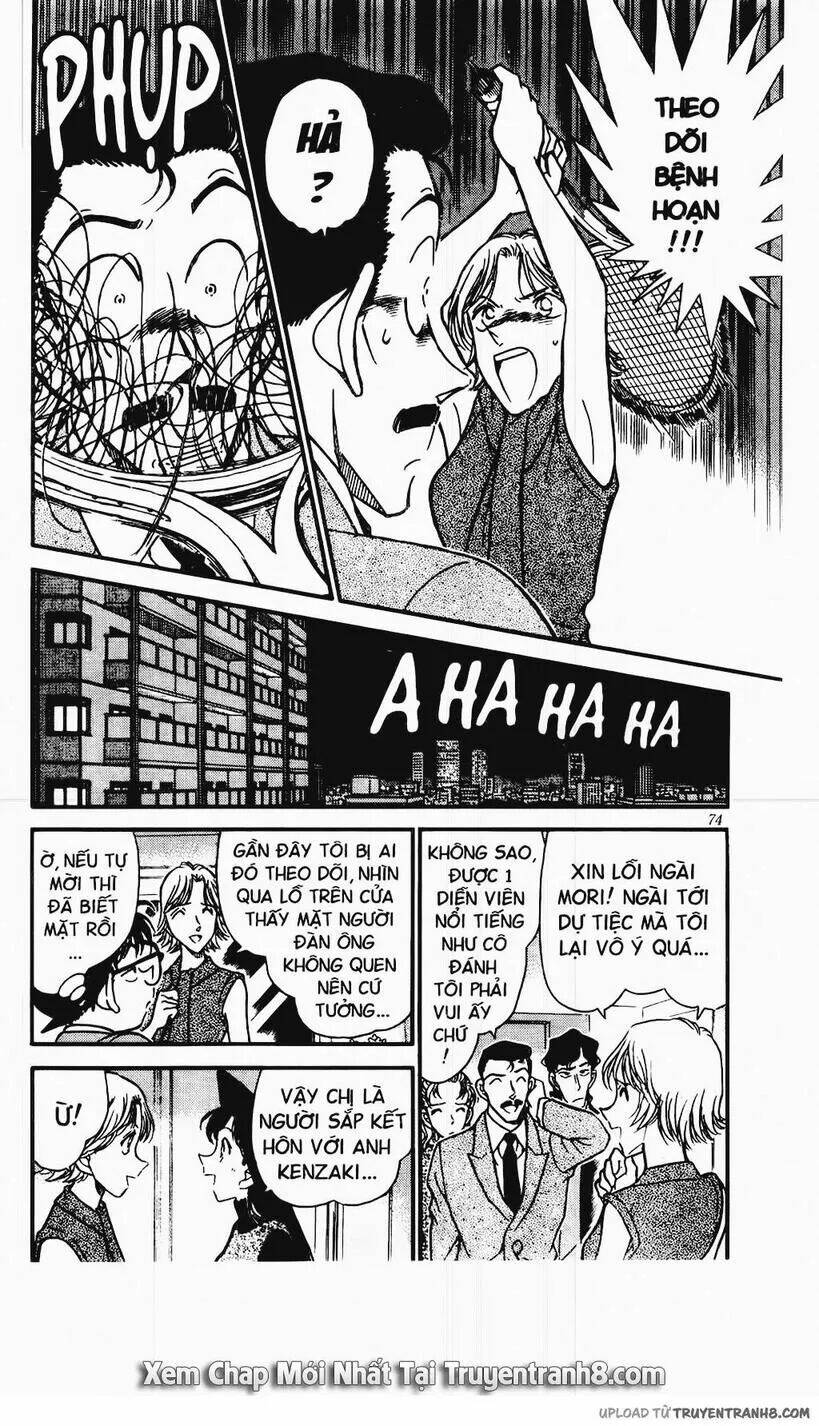 THEO
DÕI
BỆNH
HOẠN
!!!
HẢ
?
PHỤP
A HA HA HA
74
XIN LỖI NGÀI
MORI! NGÀI TỚI
DỰ TIỆC MÀ TÔI
LẠI VÔ Ý QUÁ...
KHÔNG SAO,
ĐƯỢC 1
DIỄN VIÊN
NỔI TIẾNG
NHƯ CÔ
ĐÁNH
TÔI PHẢI
VUI ẤY
CHỨ
!
GẦN ĐÂY TÔI BỊ AI
ĐÓ THEO DÕI, NHÌN
QUA LỖ TRÊN CỬA
THẤY MẶT NGƯỜI
ĐÀN ÔNG
KHÔNG QUEN
NÊN CỨ
TƯỞNG...
Ờ, NẾU TỰ
MỜI THÌ
ĐÃ BIẾT
MẶT RỒI
...
VẬY CHỊ LÀ
NGƯỜI SẮP KẾT
HÔN VỚI ANH
KENZAKI...
Ừ!
Xem Chap Mới Nhất Tại Truyentranh8.com
UPLOAD TỪ TRUYENTRANH8.COM